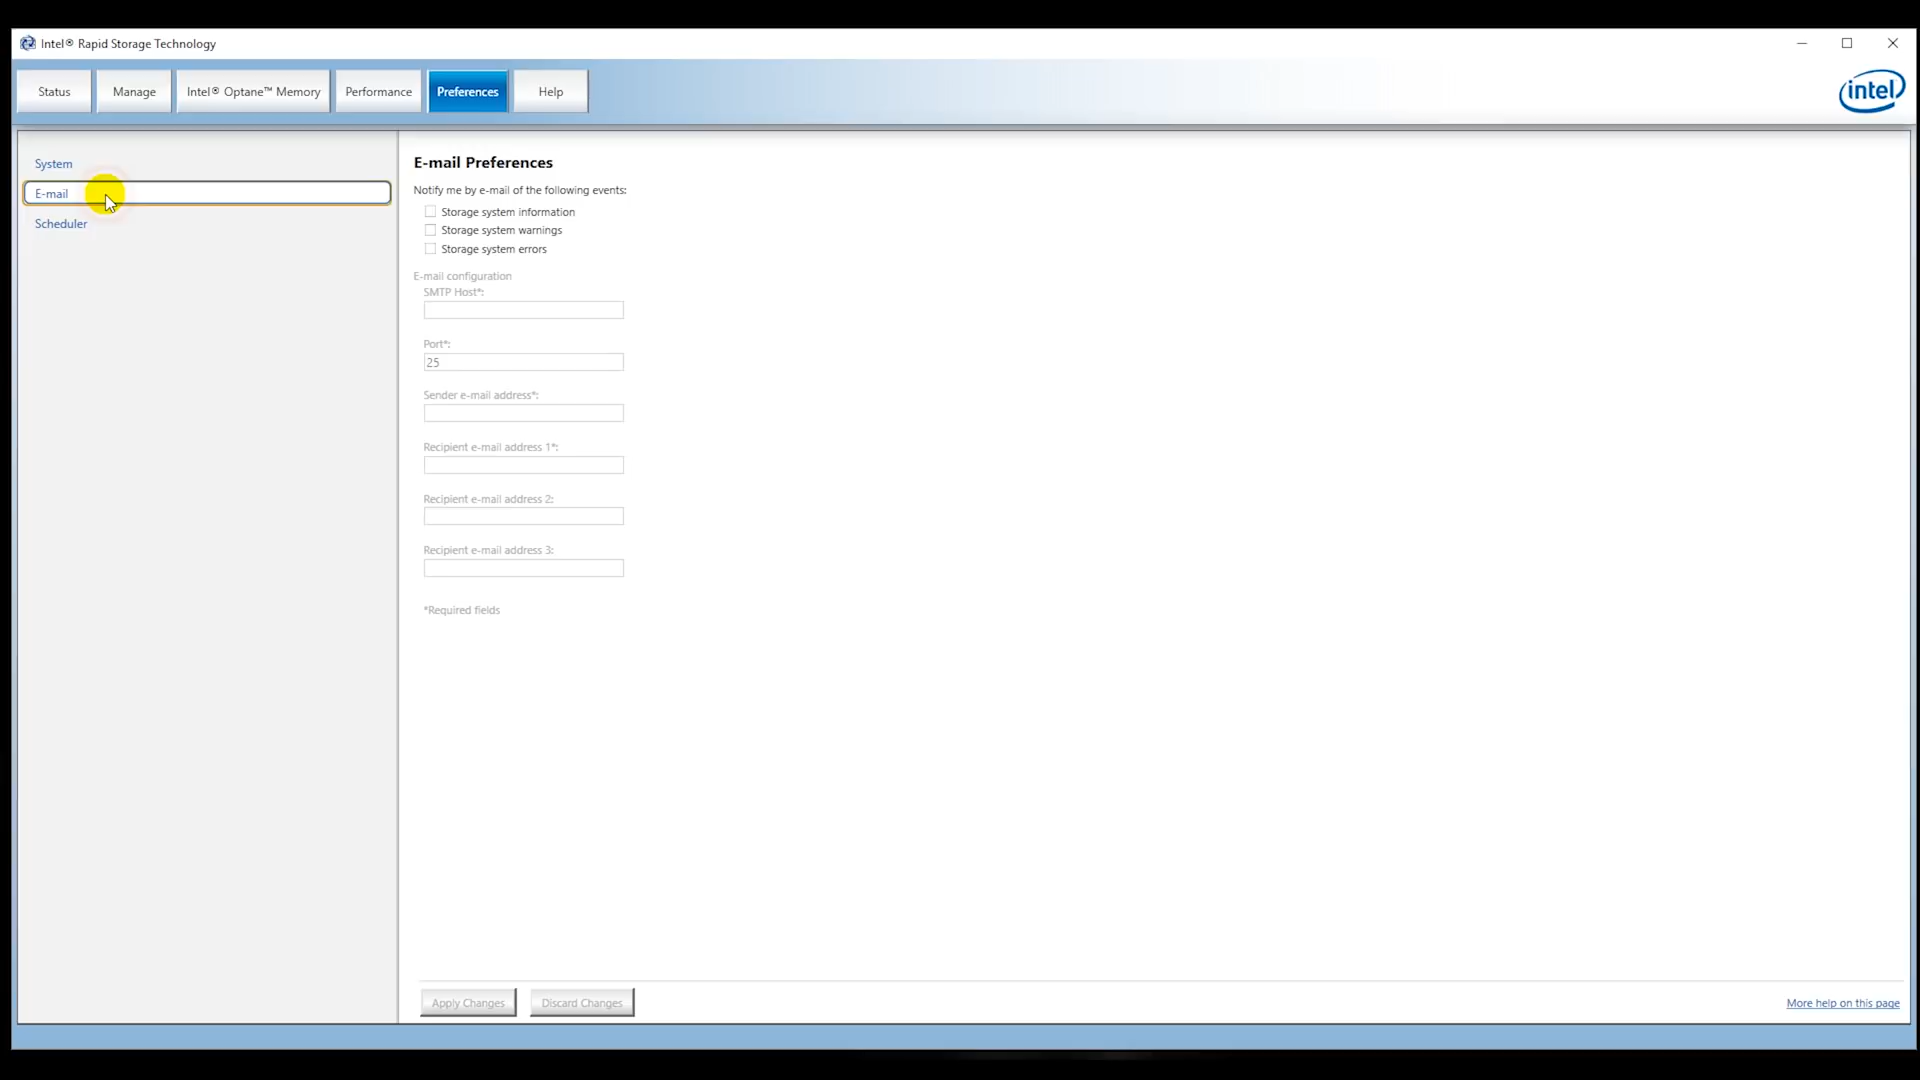 Intel® Rapid Storage Technology
Status
Manage
Intel® Optane™ Memory
Performance
Preferences
Help
intel
System
E-mail
Scheduler
E-mail Preferences
Notify me by e-mail of the following events:
Storage system information
Storage system warnings
Storage system errors
E-mail configuration
SMTP Host*:
Port*:
25
Sender e-mail address*:
Recipient e-mail address 1*:
Recipient e-mail address 2:
Recipient e-mail address 3:
*Required fields
Apply Changes
Discard Changes
More help on this page